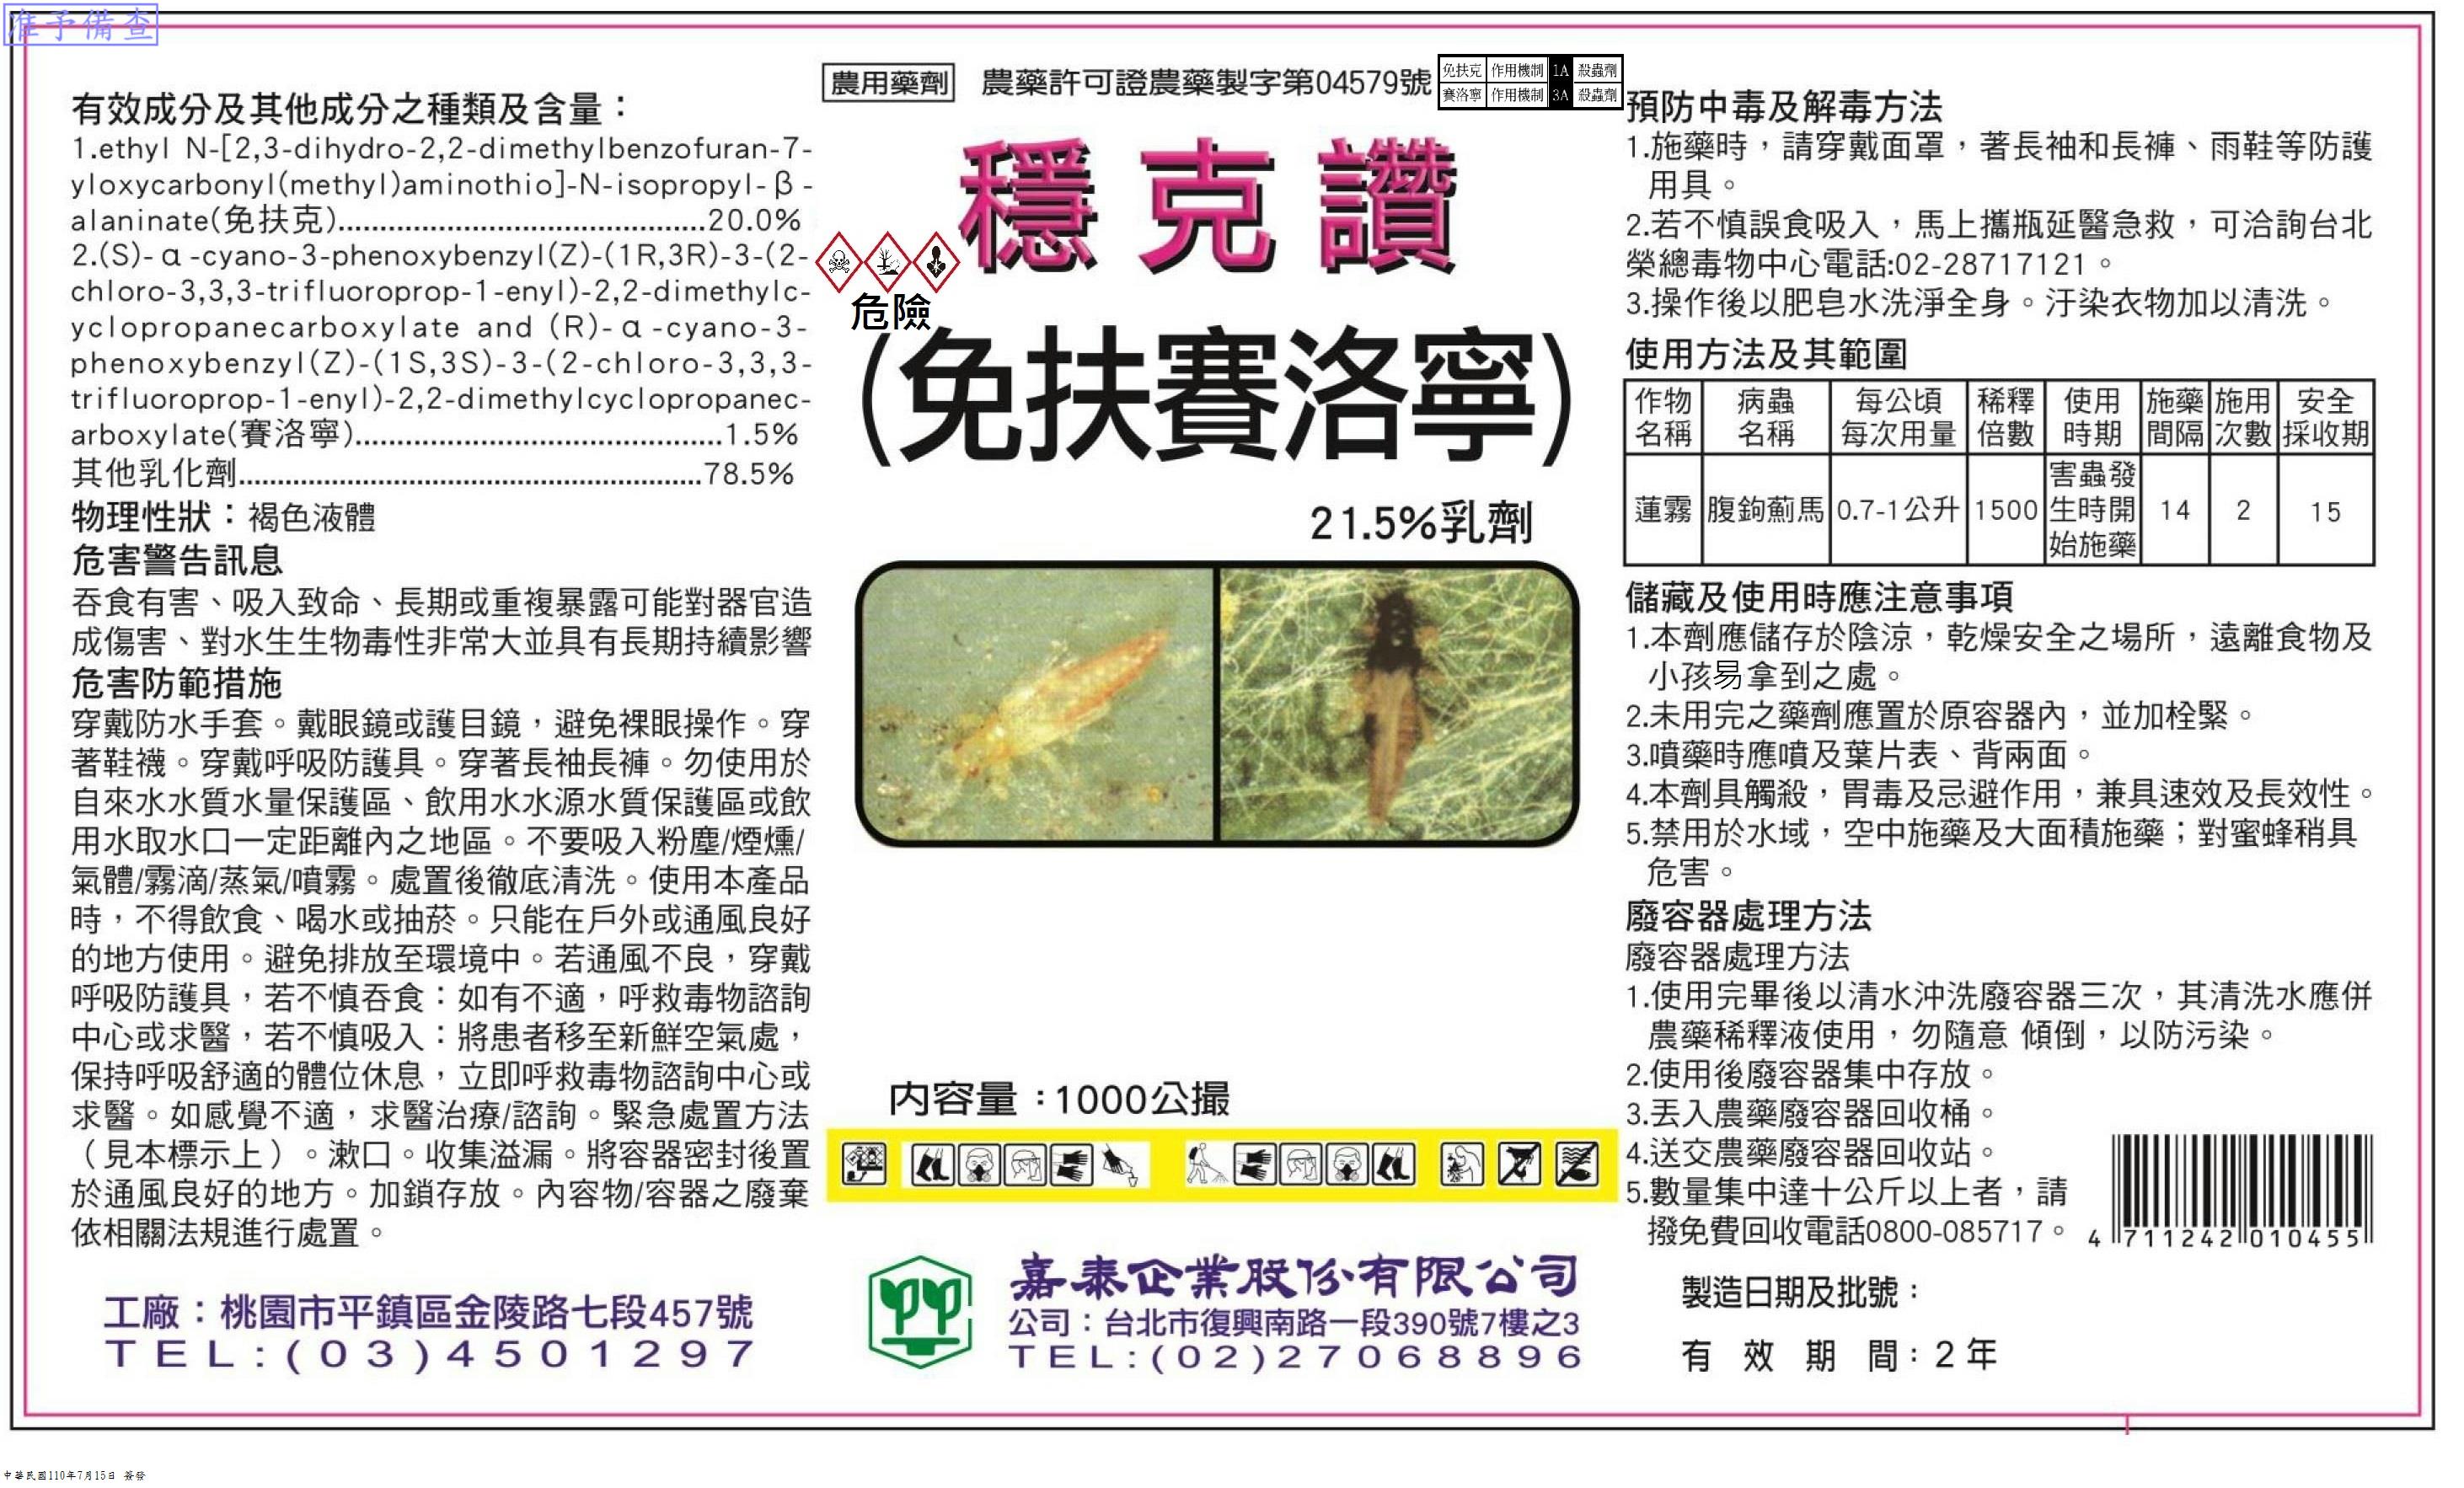 准予備查
有效成分及其他成分之種類及含量：
1.ethyl N-[2,3-dihydro-2,2-dimethylbenzofuran-7-
yloxycarbonyl(methyl)aminothio]-N-isopropyl-β-
alaninate(免扶克)................................................20.0%
2.(S)-α-cyano-3-phenoxybenzyl(Z)-(1R,3R)-3-(2-
chloro-3,3,3-trifluoroprop-1-enyl)-2,2-dimethylc-
yclopropanecarboxylate and (R)-α-cyano-3-
phenoxybenzyl(Z)-(1S,3S)-3-(2-chloro-3,3,3-
trifluoroprop-1-enyl)-2,2-dimethylcyclopropanec-
arboxylate(賽洛寧)................................................1.5%
其他乳化劑............................................................78.5%
物理性狀：褐色液體
危害警告訊息
吞食有害、吸入致命、長期或重複暴露可能對器官造
成傷害、對水生生物毒性非常大並具有長期持續影響
危害防範措施
穿戴防水手套。戴眼鏡或護目鏡，避免裸眼操作。穿
著鞋襪。穿戴呼吸防護具。穿著長袖長褲。勿使用於
自來水水質水量保護區、飲用水水源水質保護區或飲
用水取水口一定距離內之地區。不要吸入粉塵/煙燻/
氣體/霧滴/蒸氣/噴霧。處置後徹底清洗。使用本產品
時，不得飲食、喝水或抽菸。只能在戶外或通風良好
的地方使用。避免排放至環境中。若通風不良，穿戴
呼吸防護具，若不慎吞食：如有不適，呼救毒物諮詢
中心或求醫，若不慎吸入：將患者移至新鮮空氣處，
保持呼吸舒適的體位休息，立即呼救毒物諮詢中心或
求醫。如感覺不適，求醫治療/諮詢。緊急處置方法
（見本標示上）。漱口。收集溢漏。將容器密封後置
於通風良好的地方。加鎖存放。內容物/容器之廢棄
依相關法規進行處置。
工廠：桃園市平鎮區金陵路七段457號
TEL:(03)4501297
農用藥劑 農藥許可證農藥製字第04579號
免扶克 作用機制 1A 殺蟲劑
賽洛寧 作用機制 3A 殺蟲劑
穩克讚
危險
(免扶賽洛寧)
21.5%乳劑
內容量：1000公撮
嘉泰企業股份有限公司
公司：台北市復興南路一段390號7樓之3
TEL:(02)27068896
預防中毒及解毒方法
1.施藥時，請穿戴面罩，著長袖和長褲、雨鞋等防護
用具。
2.若不慎誤食吸入，馬上攜瓶延醫急救，可洽詢台北
榮總毒物中心電話:02-28717121。
3.操作後以肥皂水洗淨全身。汙染衣物加以清洗。
使用方法及其範圍
作物名稱 病蟲名稱 每公頃每次用量 稀釋倍數 使用時期 施藥間隔 施用次數 安全採收期
蓮霧 腹鉤薊馬 0.7-1公升 1500 害蟲發生時開始施藥 14 2 15
儲藏及使用時應注意事項
1.本劑應儲存於陰涼，乾燥安全之場所，遠離食物及
小孩易拿到之處。
2.未用完之藥劑應置於原容器內，並加栓緊。
3.噴藥時應噴及葉片表、背兩面。
4.本劑具觸殺，胃毒及忌避作用，兼具速效及長效性。
5.禁用於水域，空中施藥及大面積施藥；對蜜蜂稍具
危害。
廢容器處理方法
廢容器處理方法
1.使用完畢後以清水沖洗廢容器三次，其清洗水應併
農藥稀釋液使用，勿隨意 傾倒，以防污染。
2.使用後廢容器集中存放。
3.丟入農藥廢容器回收桶。
4.送交農藥廢容器回收站。
5.數量集中達十公斤以上者，請
撥免費回收電話0800-085717。
4 711242 010455
製造日期及批號：
有效期間：2年
中華民國110年7月15日 簽發